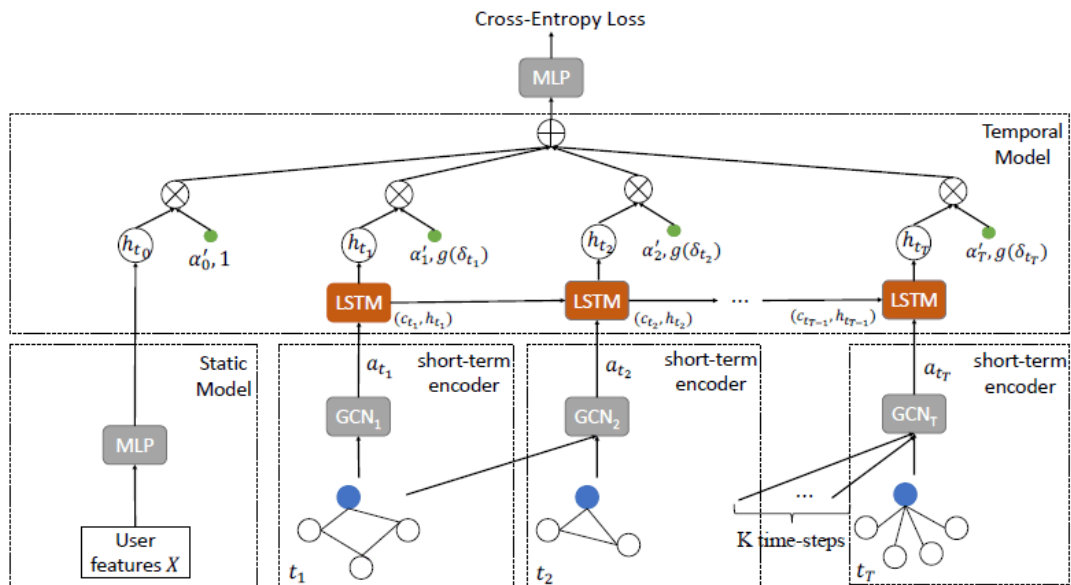 Cross-Entropy Loss
MLP
Temporal
Model
h_{t_0}
α′_0, 1
h_{t_1}
α′_1, g(δ_{t_1})
h_{t_2}
α′_2, g(δ_{t_2})
h_{t_T}
α′_T, g(δ_{t_T})
LSTM
(c_{t_1}, h_{t_1})
LSTM
(c_{t_2}, h_{t_2})
...
(c_{t_{T−1}}, h_{t_{T−1}})
LSTM
Static
Model
MLP
User
features X
short-term
encoder
a_{t_1}
GCN_1
t_1
short-term
encoder
a_{t_2}
GCN_2
t_2
short-term
encoder
a_{t_T}
GCN_T
...
K time-steps
t_T